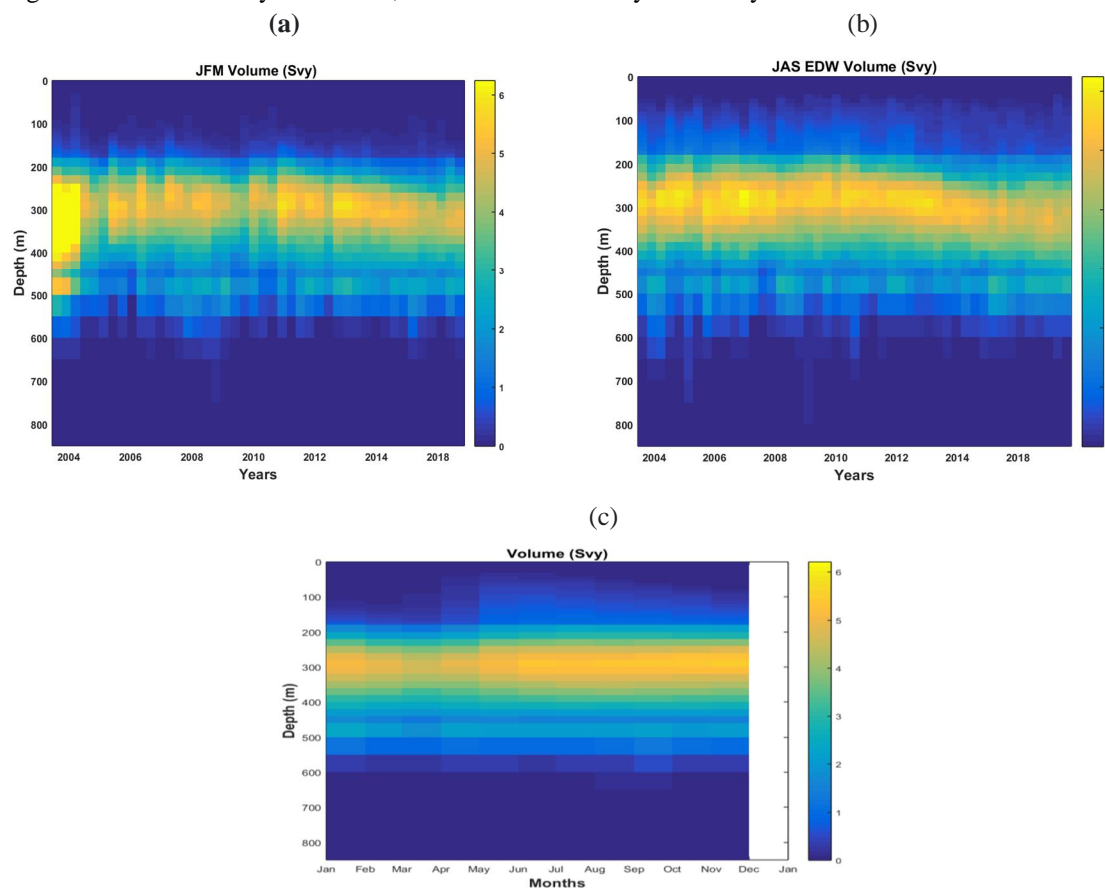 (a)
(b)
JFM Volume (Svy)
0
100
200
300
400
500
600
700
800
Depth (m)
2004 2006 2008 2010 2012 2014 2018
Years
6
5
4
3
2
1
0
JAS EDW Volume (Svy)
0
100
200
300
400
500
600
700
800
Depth (m)
2004 2006 2008 2010 2012 2014 2018
Years
(c)
Volume (Svy)
0
100
200
300
400
500
600
700
800
Depth (m)
Jan Feb Mar Apr May Jun Jul Aug Sep Oct Nov Dec Jan
Months
6
5
4
3
2
1
0